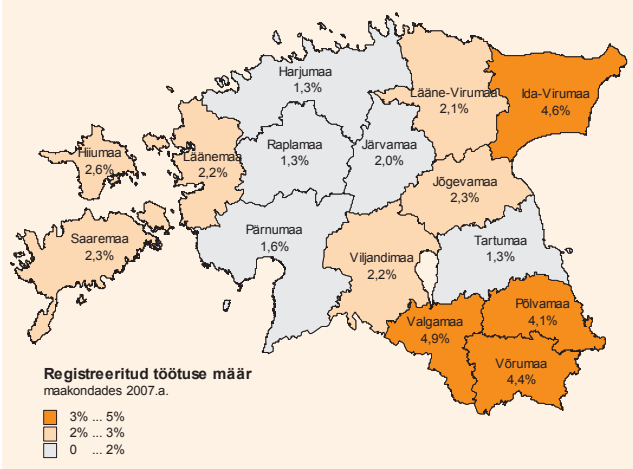 Harjumaa
1,3%
Lääne-Virumaa
2,1%
Ida-Virumaa
4,6%
Hiiumaa
2,6%
Läänemaa
2,2%
Raplamaa
1,3%
Järvamaa
2,0%
Jõgevamaa
2,3%
Saaremaa
2,3%
Pärnumaa
1,6%
Viljandimaa
2,2%
Tartumaa
1,3%
Valgamaa
4,9%
Põlvamaa
4,1%
Võrumaa
4,4%
Registreeritud töötuse määr
maakondades 2007.a.
3% ... 5%
2% ... 3%
0 ... 2%